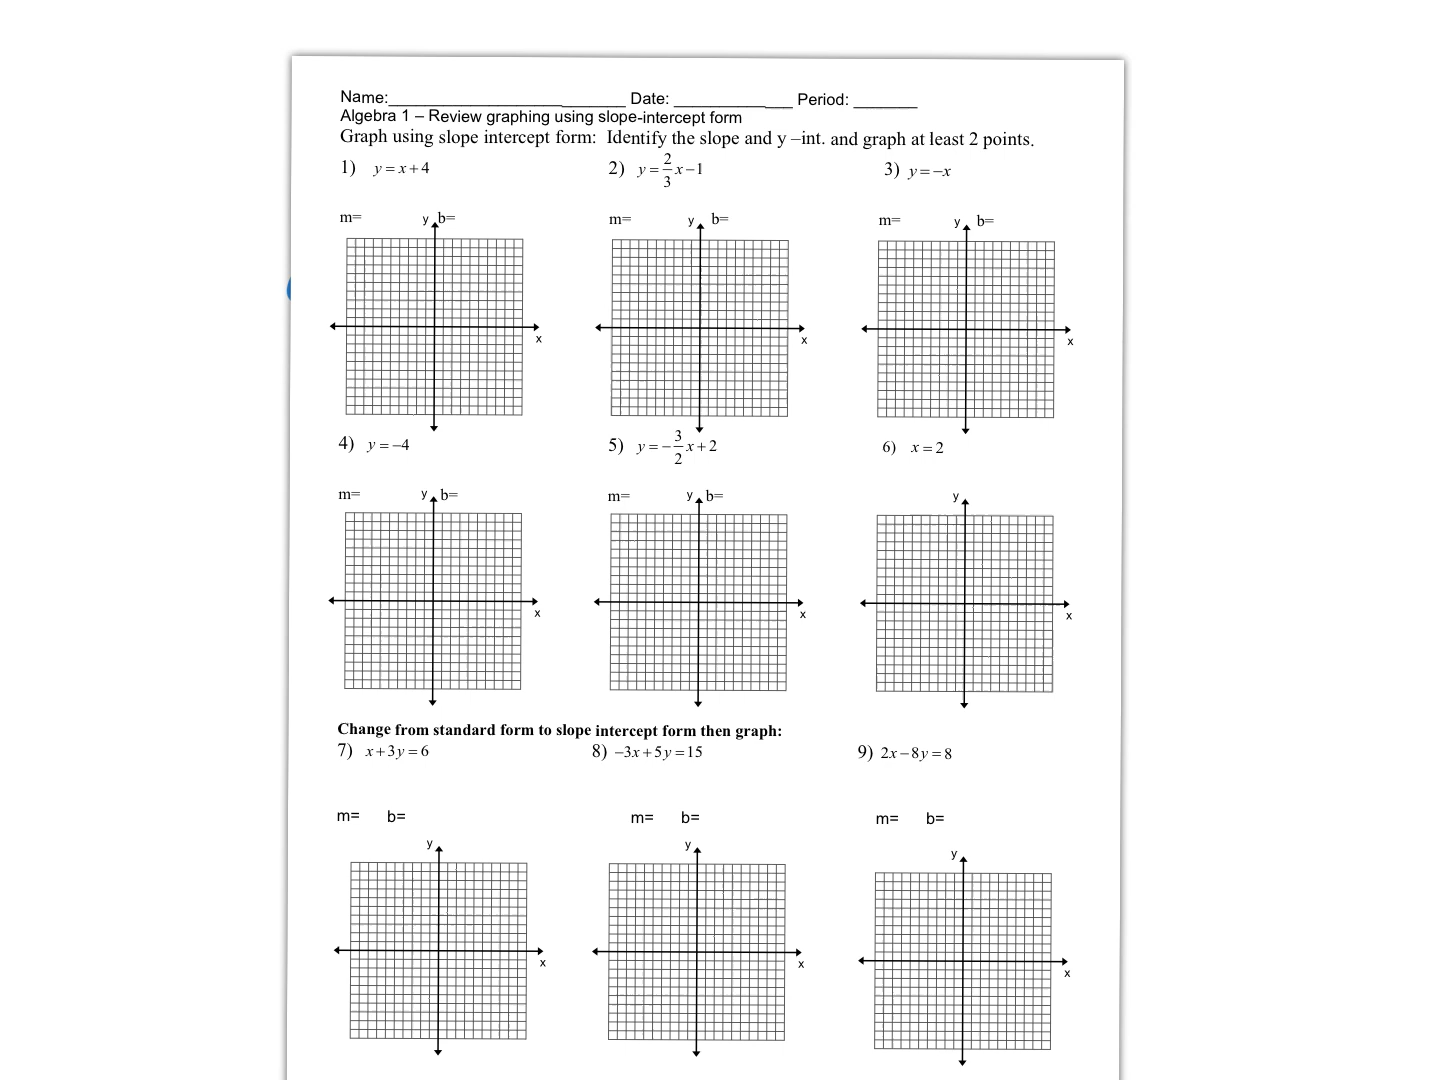 Name:___________________________ Date: _____________ Period: _______
Algebra 1 – Review graphing using slope-intercept form
Graph using slope intercept form:  Identify the slope and y –int. and graph at least 2 points.
1) y = x + 4 2) y = 2/3 x − 1 3) y = −x
m= y b= m= y b= m= y b=
x x x
4) y = −4 5) y = −3/2 x + 2 6) x = 2
m= y b= m= y b= y
x x x
Change from standard form to slope intercept form then graph:
7) x + 3y = 6 8) −3x + 5y = 15 9) 2x − 8y = 8
m= b= m= b= m= b=
y y y
x x x